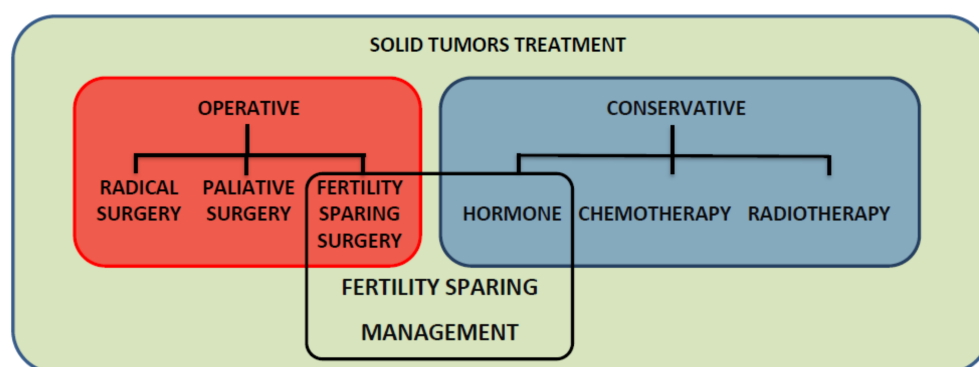 SOLID TUMORS TREATMENT
OPERATIVE
RADICAL
SURGERY
PALIATIVE
SURGERY
FERTILITY
SPARING
SURGERY
CONSERVATIVE
HORMONE
CHEMOTHERAPY
RADIOTHERAPY
FERTILITY SPARING
MANAGEMENT